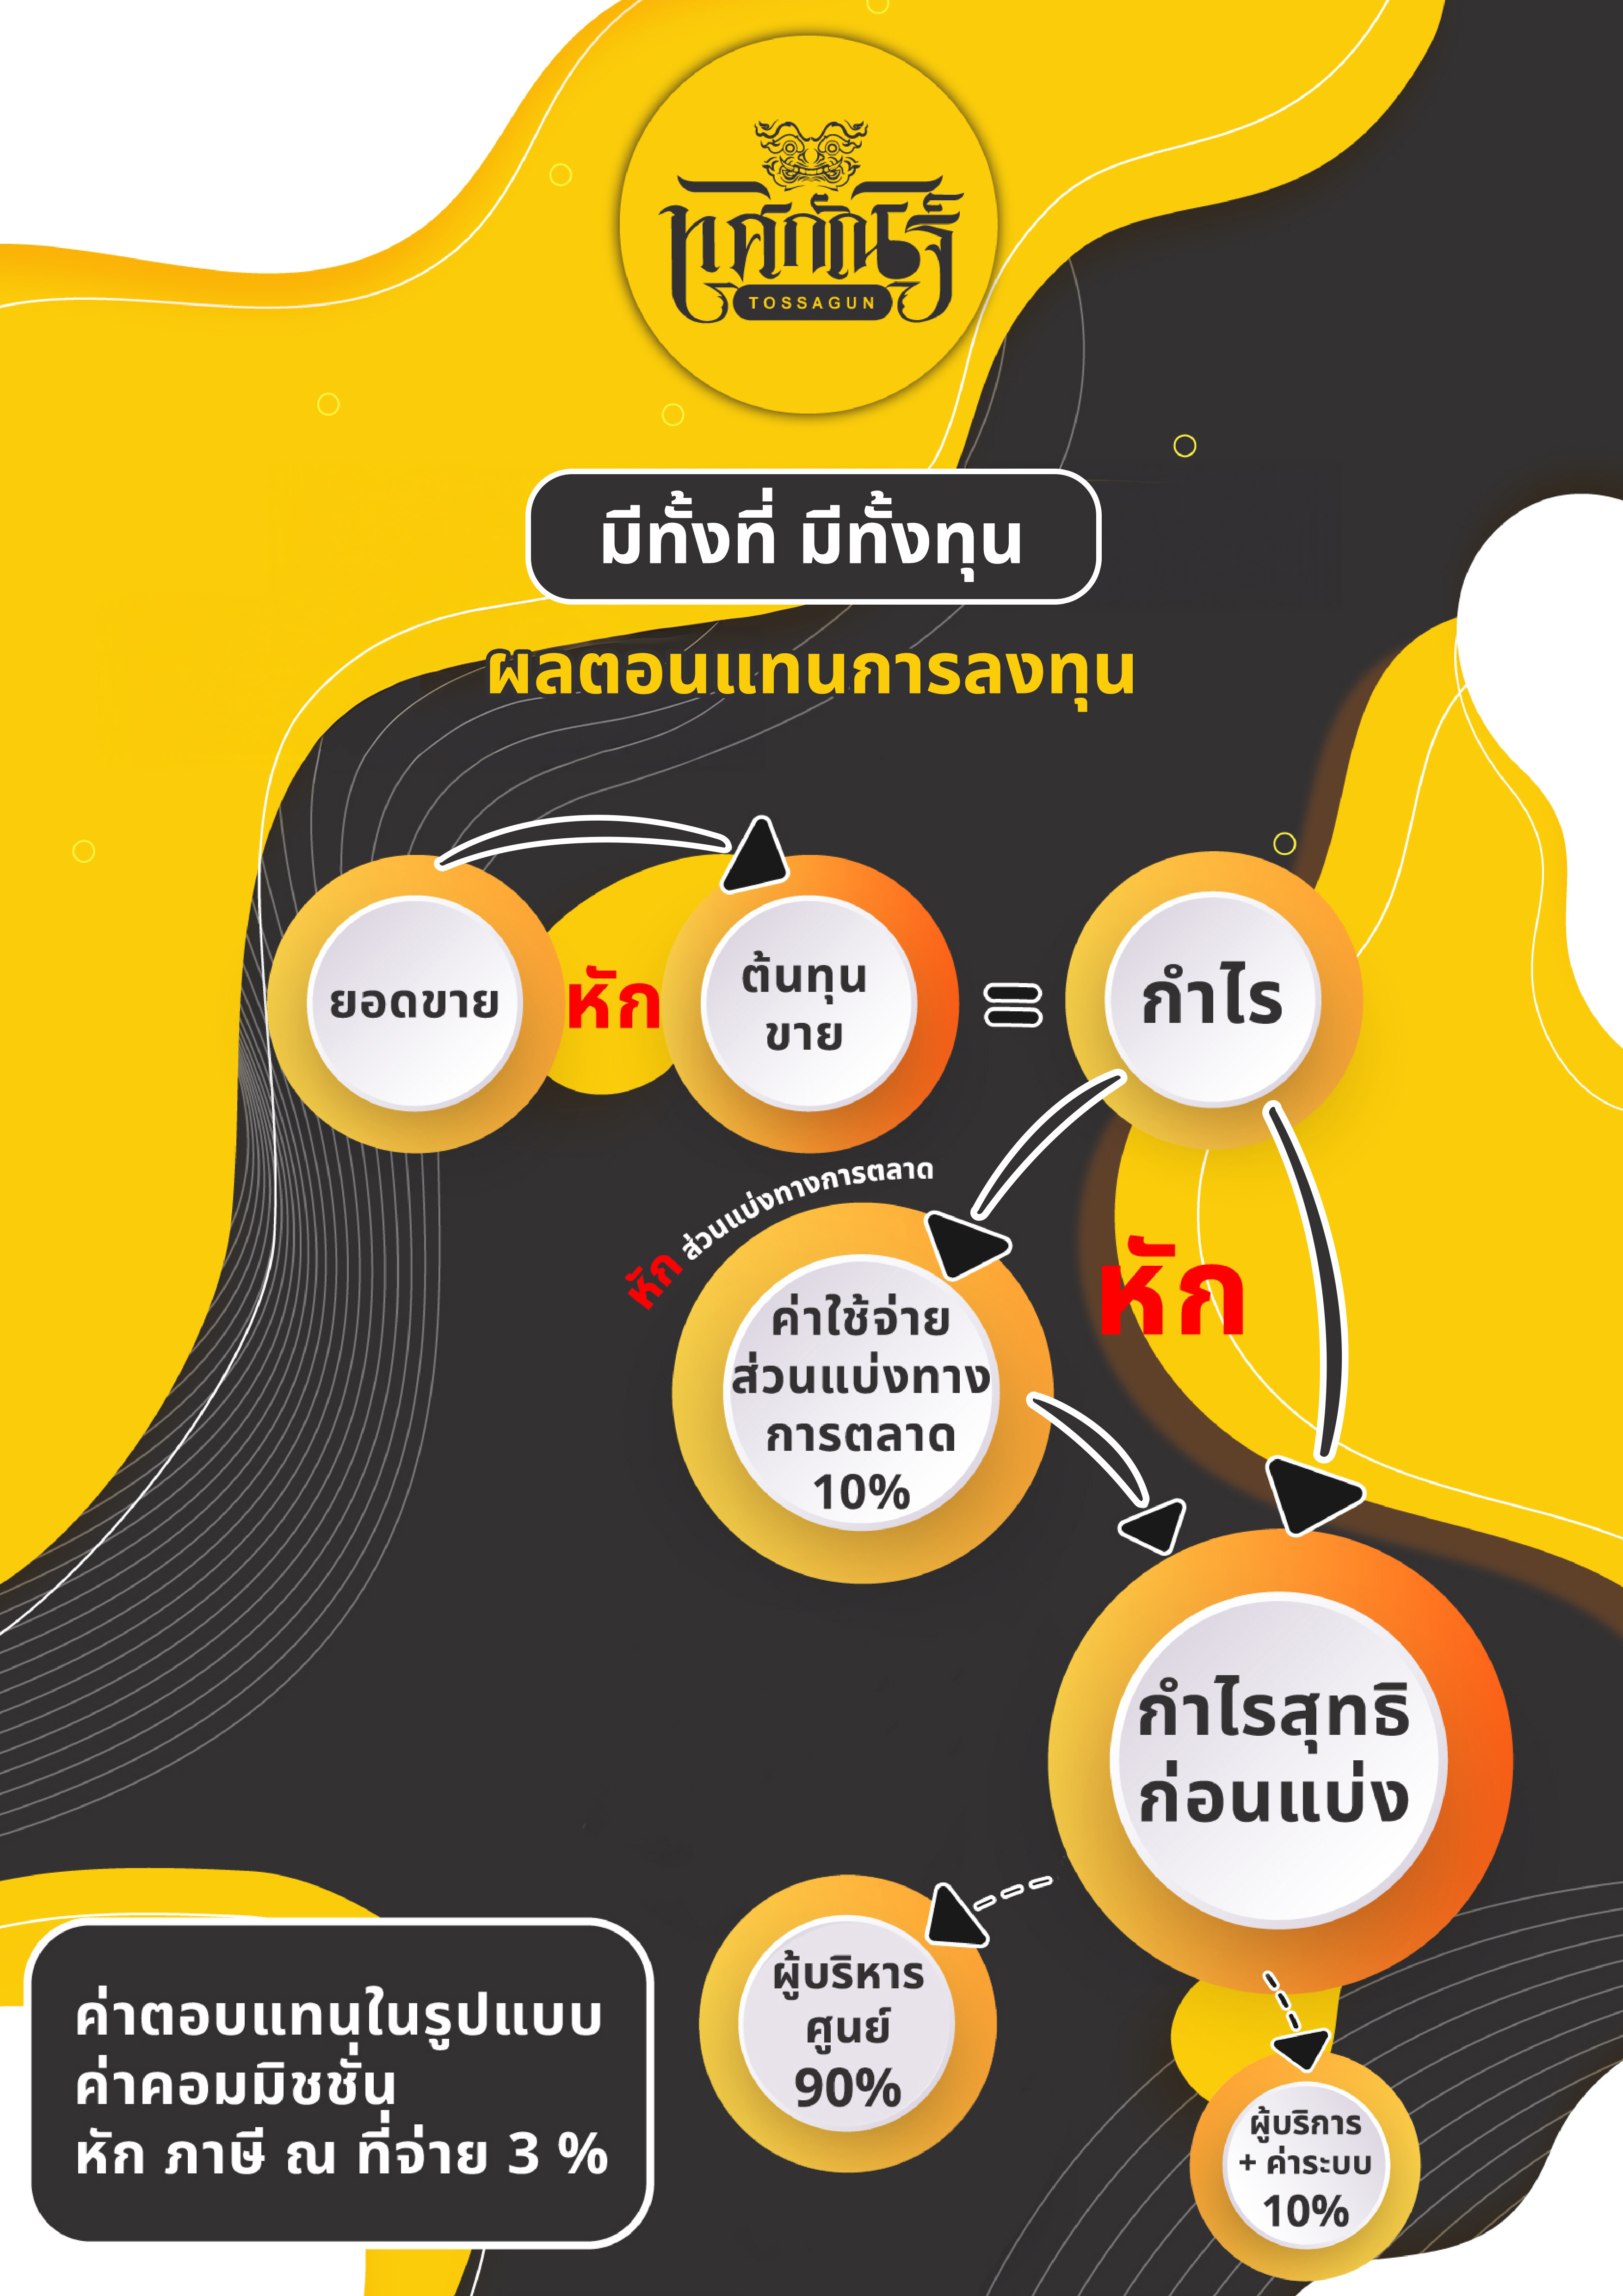 ทศกัณฐ์
TOSSAGUN
มีทั้งที่ มีทั้งทุน
ผลตอนแทนการลงทุน
ยอดขาย
หัก
ต้นทุน
ขาย
=
กำไร
หัก ส่วนแบ่งทางการตลาด
ค่าใช้จ่าย
ส่วนแบ่งทาง
การตลาด
10%
หัก
กำไรสุทธิ
ก่อนแบ่ง
ผู้บริหาร
ศูนย์
90%
ผู้บริการ
+ ค่าระบบ
10%
ค่าตอบแทนในรูปแบบ
ค่าคอมมิชชั่น
หัก ภาษี ณ ที่จ่าย 3 %